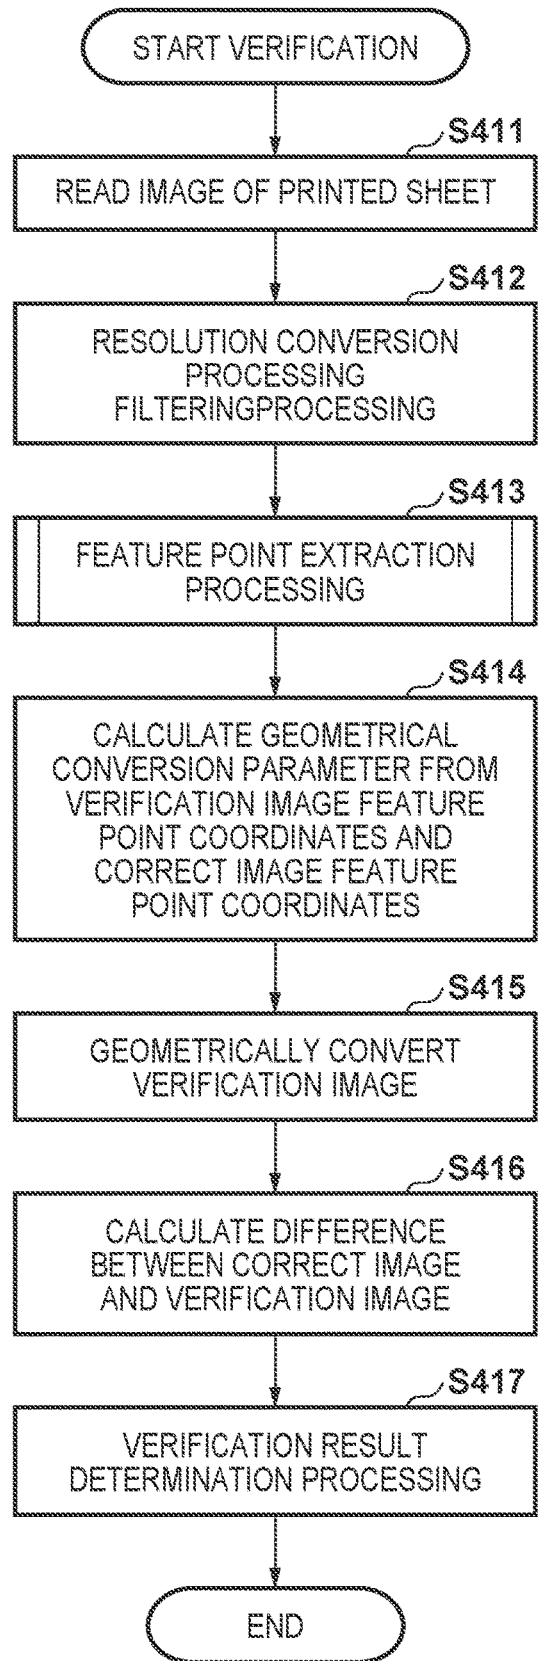 START VERIFICATION
S411
READ IMAGE OF PRINTED SHEET
S412
RESOLUTION CONVERSION
PROCESSING
FILTERINGPROCESSING
S413
FEATURE POINT EXTRACTION
PROCESSING
S414
CALCULATE GEOMETRICAL
CONVERSION PARAMETER FROM
VERIFICATION IMAGE FEATURE
POINT COORDINATES AND
CORRECT IMAGE FEATURE
POINT COORDINATES
S415
GEOMETRICALLY CONVERT
VERIFICATION IMAGE
S416
CALCULATE DIFFERENCE
BETWEEN CORRECT IMAGE
AND VERIFICATION IMAGE
S417
VERIFICATION RESULT
DETERMINATION PROCESSING
END